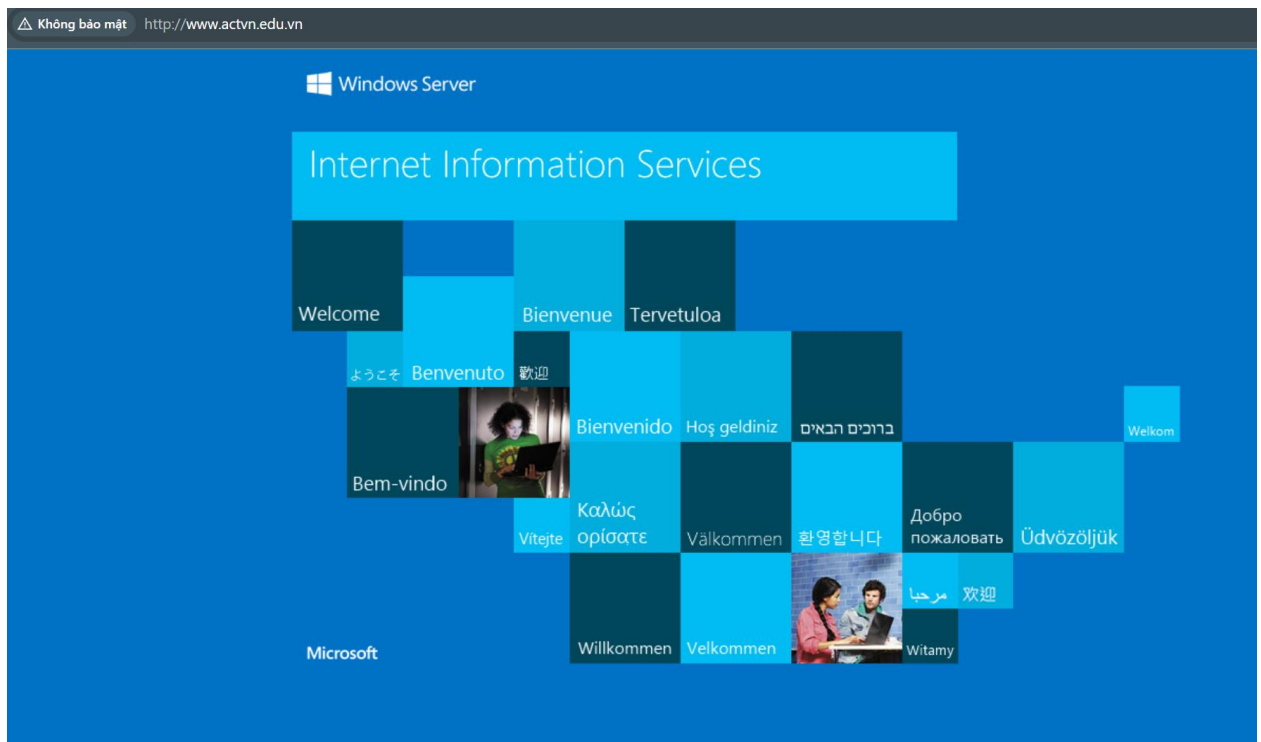 Không bảo mật http://www.actvn.edu.vn
Windows Server
Internet Information Services
Welcome
Bienvenue
Tervetuloa
ようこそ
Benvenuto
歡迎
Bienvenido
Hoş geldiniz
ברוכים הבאים
Welkom
Bem-vindo
Vítejte
Καλώς
ορίσατε
Välkommen
환영합니다
Добро
пожаловать
Üdvözöljük
مرحبا
欢迎
Microsoft
Willkommen
Velkommen
Witamy